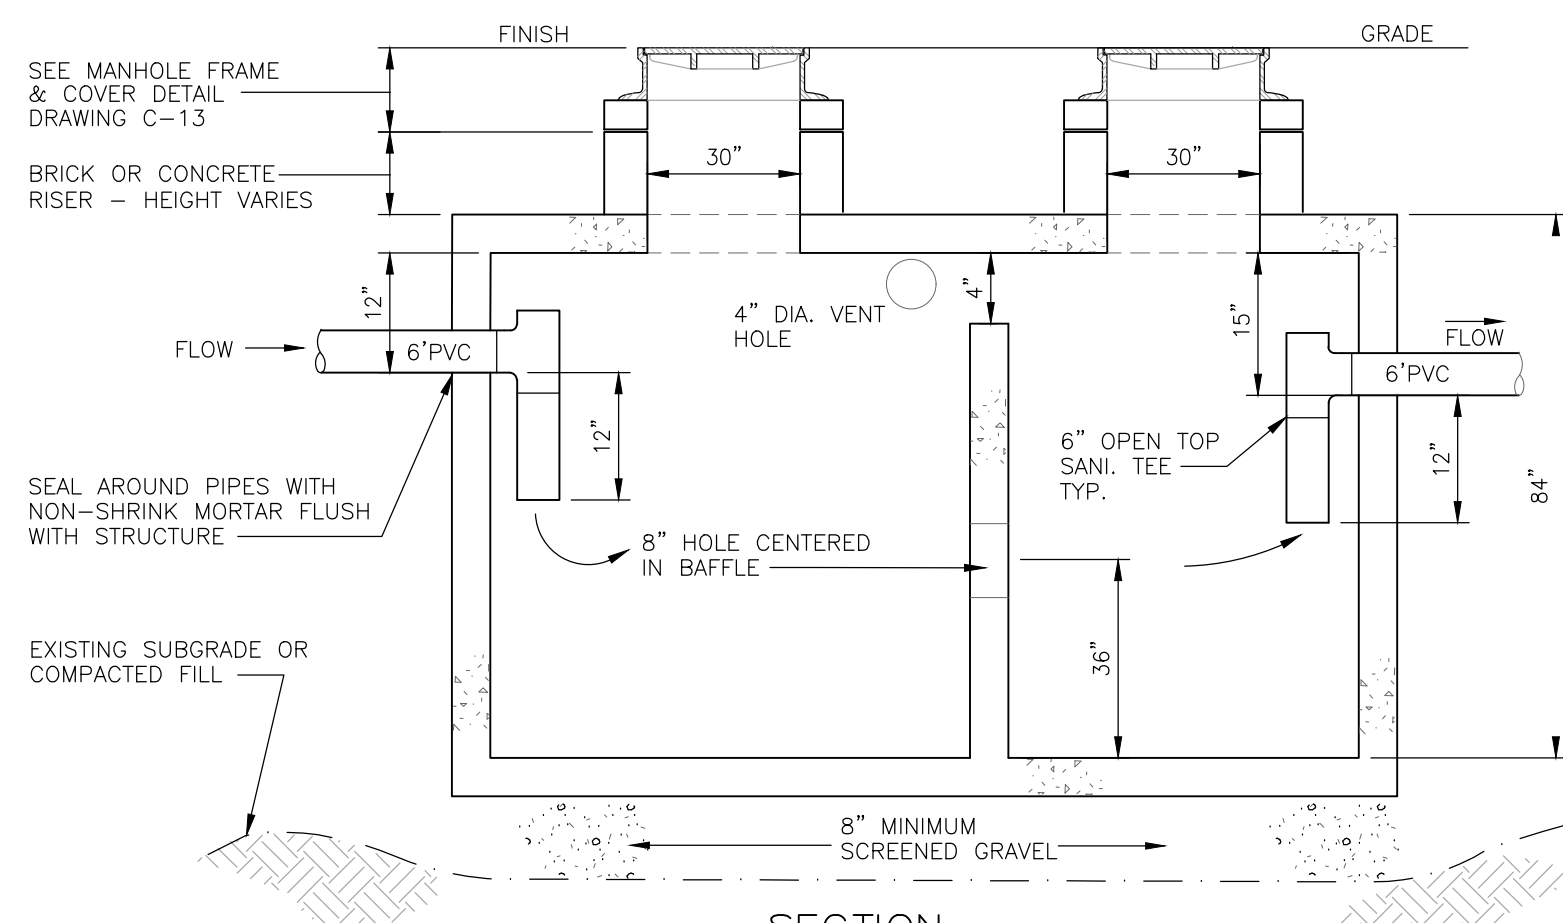 FINISH
GRADE
SEE MANHOLE FRAME
& COVER DETAIL
DRAWING C-13
BRICK OR CONCRETE
RISER - HEIGHT VARIES
30"
30"
12"
4" DIA. VENT
HOLE
4"
15"
FLOW
6'PVC
FLOW
6'PVC
12"
6" OPEN TOP
SANI. TEE
TYP.
12"
84"
SEAL AROUND PIPES WITH
NON-SHRINK MORTAR FLUSH
WITH STRUCTURE
8" HOLE CENTERED
IN BAFFLE
36"
EXISTING SUBGRADE OR
COMPACTED FILL
8" MINIMUM
SCREENED GRAVEL
SECTION